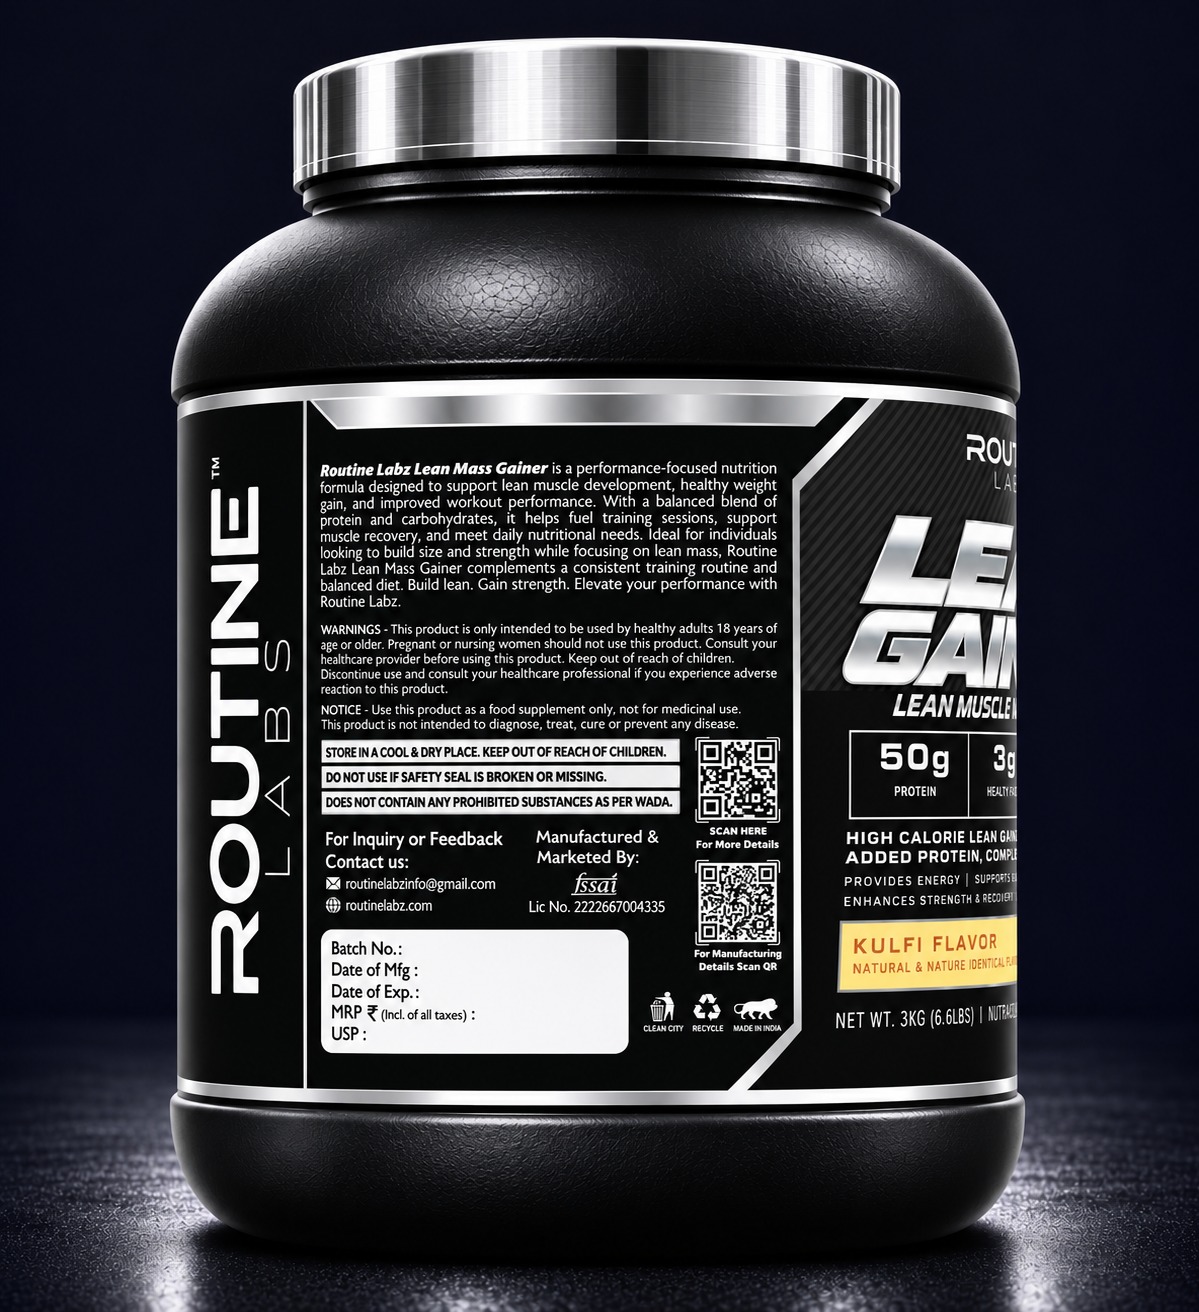 ROUTINE™
LABS
Routine Labz Lean Mass Gainer is a performance-focused nutrition
formula designed to support lean muscle development, healthy weight
gain, and improved workout performance. With a balanced blend of
protein and carbohydrates, it helps fuel training sessions, support
muscle recovery, and meet daily nutritional needs. Ideal for individuals
looking to build size and strength while focusing on lean mass, Routine
Labz Lean Mass Gainer complements a consistent training routine and
balanced diet. Build lean. Gain strength. Elevate your performance with
Routine Labz.
WARNINGS - This product is only intended to be used by healthy adults 18 years of
age or older. Pregnant or nursing women should not use this product. Consult your
healthcare provider before using this product. Keep out of reach of children.
Discontinue use and consult your healthcare professional if you experience adverse
reaction to this product.
NOTICE - Use this product as a food supplement only, not for medicinal use.
This product is not intended to diagnose, treat, cure or prevent any disease.
STORE IN A COOL & DRY PLACE. KEEP OUT OF REACH OF CHILDREN.
DO NOT USE IF SAFETY SEAL IS BROKEN OR MISSING.
DOES NOT CONTAIN ANY PROHIBITED SUBSTANCES AS PER WADA.
SCAN HERE
For More Details
For Inquiry or Feedback
Contact us:
routinelabzinfo@gmail.com
routinelabz.com
Manufactured &
Marketed By:
fssai
Lic No. 2222667004335
For Manufacturing
Details Scan QR
Batch No.:
Date of Mfg :
Date of Exp.:
MRP ₹ (Incl. of all taxes) :
USP :
CLEAN CITY
RECYCLE
MADE IN INDIA
ROUT
LAB
LEA
GAIN
LEAN MUSCLE
50g
PROTEIN
3g
HEALTY
HIGH CALORIE LEAN GAIN
ADDED PROTEIN, COMPLE
PROVIDES ENERGY | SUPPORTS
ENHANCES STRENGTH & RECOVERY
KULFI FLAVOR
NATURAL & NATURE IDENTICAL
NET WT. 3KG (6.6LBS) |